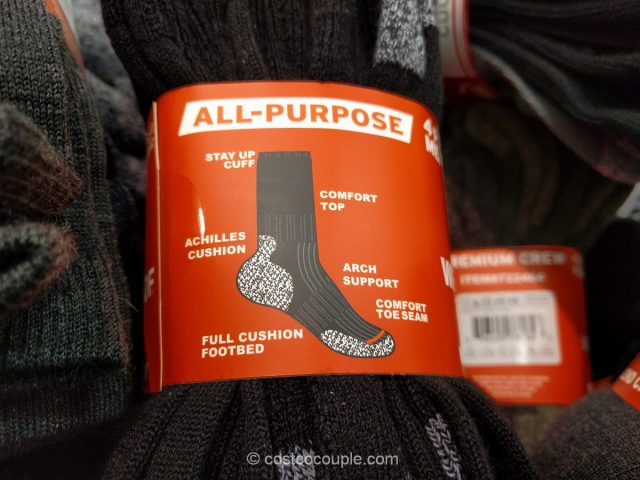 ALL-PURPOSE
STAY UP
CUFF
COMFORT
TOP
ACHILLES
CUSHION
ARCH
SUPPORT
COMFORT
TOE SEAM
FULL CUSHION
FOOTBED
CREW
© costcocouple.com